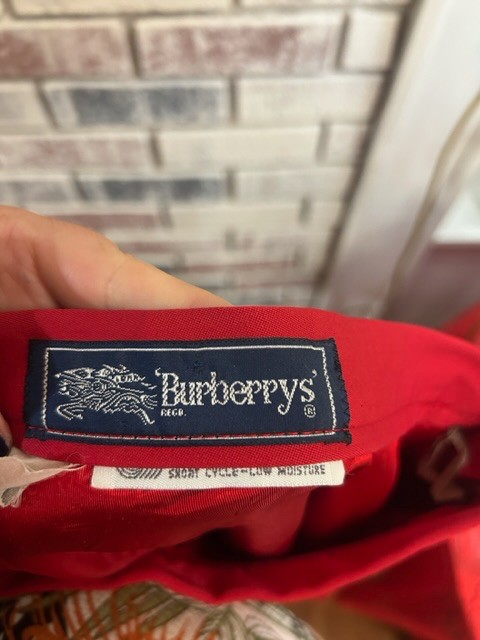 'Burberrys'
REGD. ®
SHORT CYCLE-LOW MOISTURE